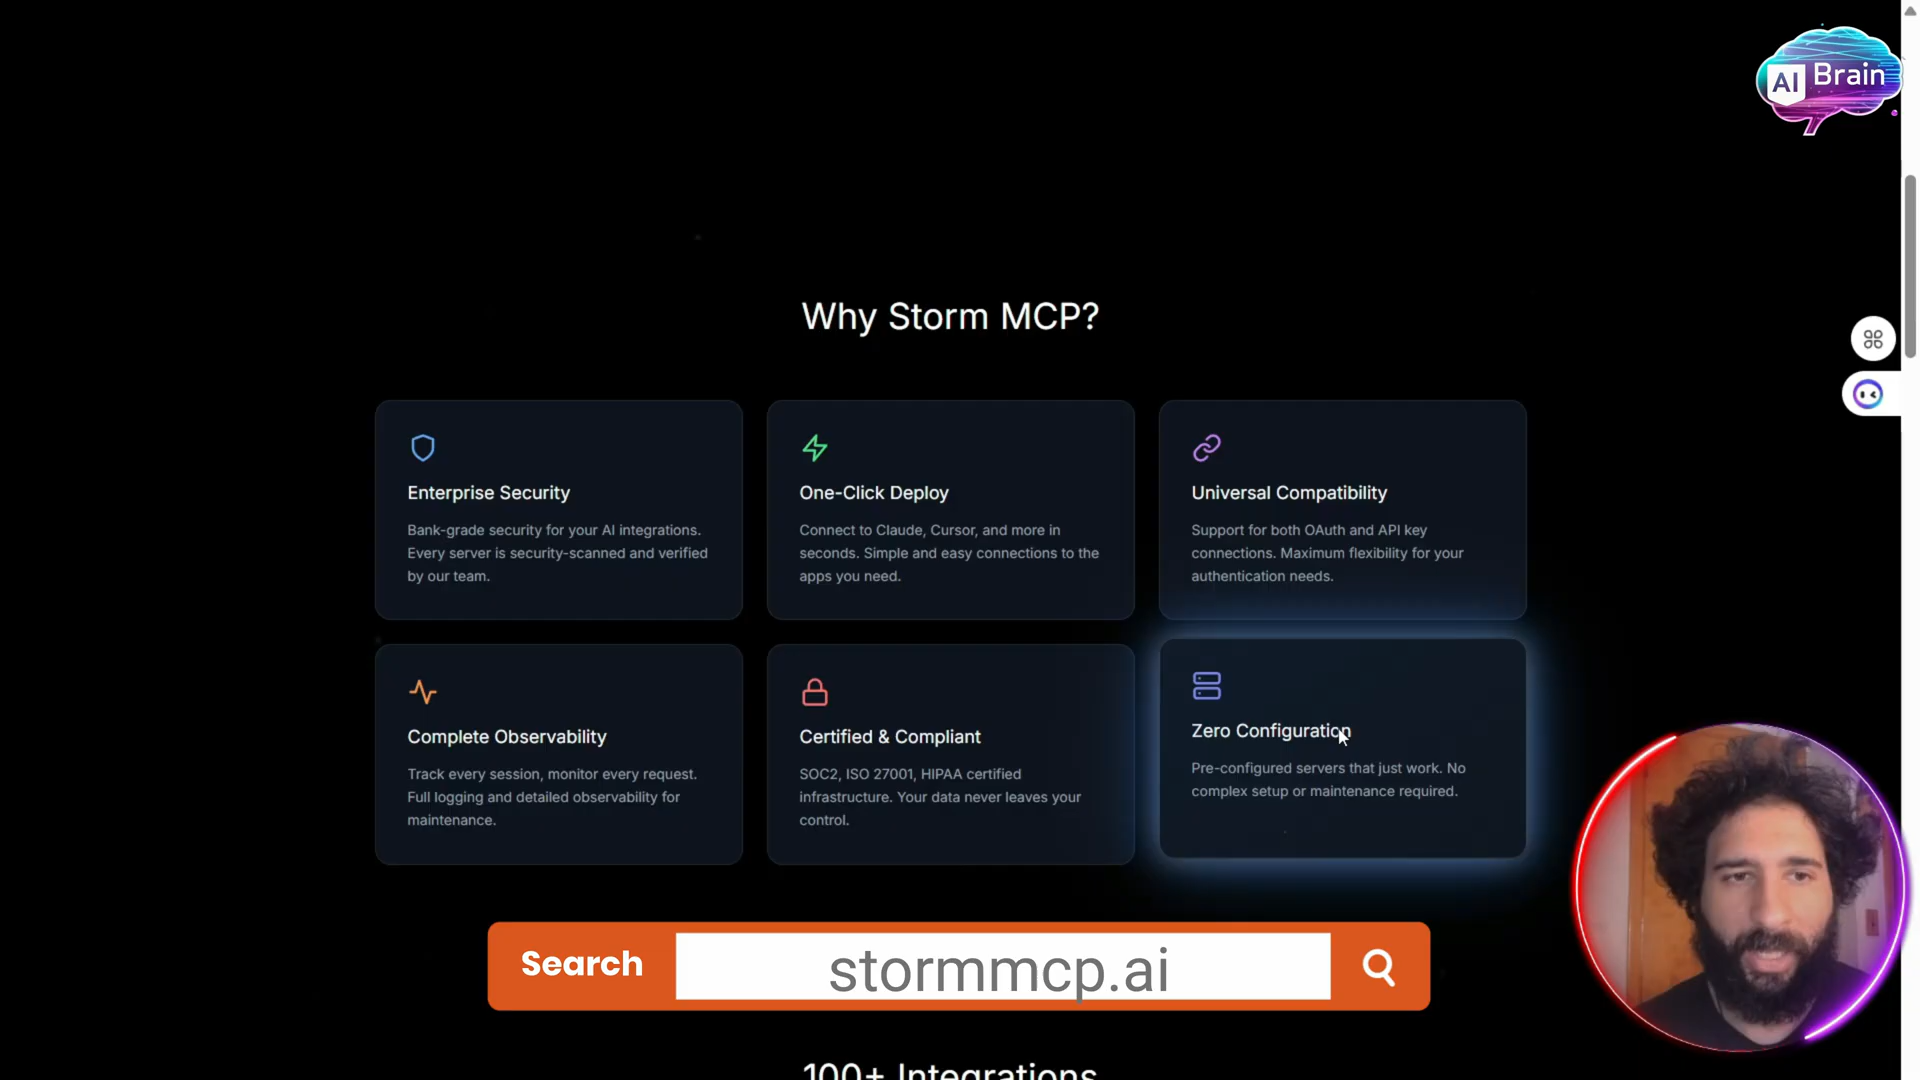 AI Brain
Why Storm MCP?
Enterprise Security
Bank-grade security for your AI integrations.
Every server is security-scanned and verified
by our team.
One-Click Deploy
Connect to Claude, Cursor, and more in
seconds. Simple and easy connections to the
apps you need.
Universal Compatibility
Support for both OAuth and API key
connections. Maximum flexibility for your
authentication needs.
Complete Observability
Track every session, monitor every request.
Full logging and detailed observability for
maintenance.
Certified & Compliant
SOC2, ISO 27001, HIPAA certified
infrastructure. Your data never leaves your
control.
Zero Configuration
Pre-configured servers that just work. No
complex setup or maintenance required.
Search
stormmcp.ai
100+ Integrations